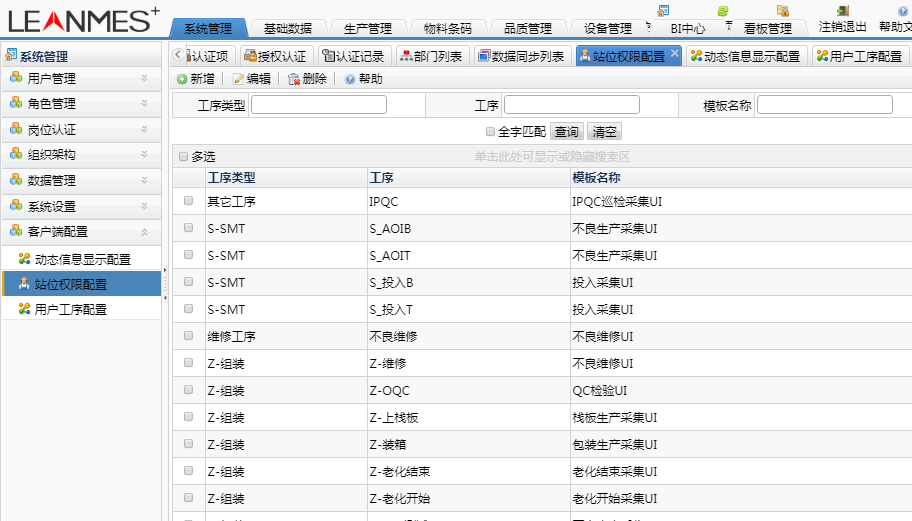 LEANMES+
系统管理 基础数据 生产管理 物料条码 品质管理 设备管理 BI中心 看板管理 注销退出 帮助文
系统管理
用户管理
角色管理
岗位认证
组织架构
数据管理
系统设置
客户端配置
动态信息显示配置
站位权限配置
用户工序配置
认证项 授权认证 认证记录 部门列表 数据同步列表 站位权限配置 动态信息显示配置 用户工序配置
新增 编辑 删除 帮助
工序类型 工序 模板名称
全字匹配 查询 清空
多选 单击此处可显示或隐藏搜索区
工序类型 工序 模板名称
其它工序 IPQC IPQC巡检采集UI
S-SMT S_AOIB 不良生产采集UI
S-SMT S_AOIT 不良生产采集UI
S-SMT S_投入B 投入采集UI
S-SMT S_投入T 投入采集UI
维修工序 不良维修 不良维修UI
Z-组装 Z-维修 不良维修UI
Z-组装 Z-OQC QC检验UI
Z-组装 Z-上栈板 栈板生产采集UI
Z-组装 Z-装箱 包装生产采集UI
Z-组装 Z-老化结束 老化结束采集UI
Z-组装 Z-老化开始 老化开始采集UI